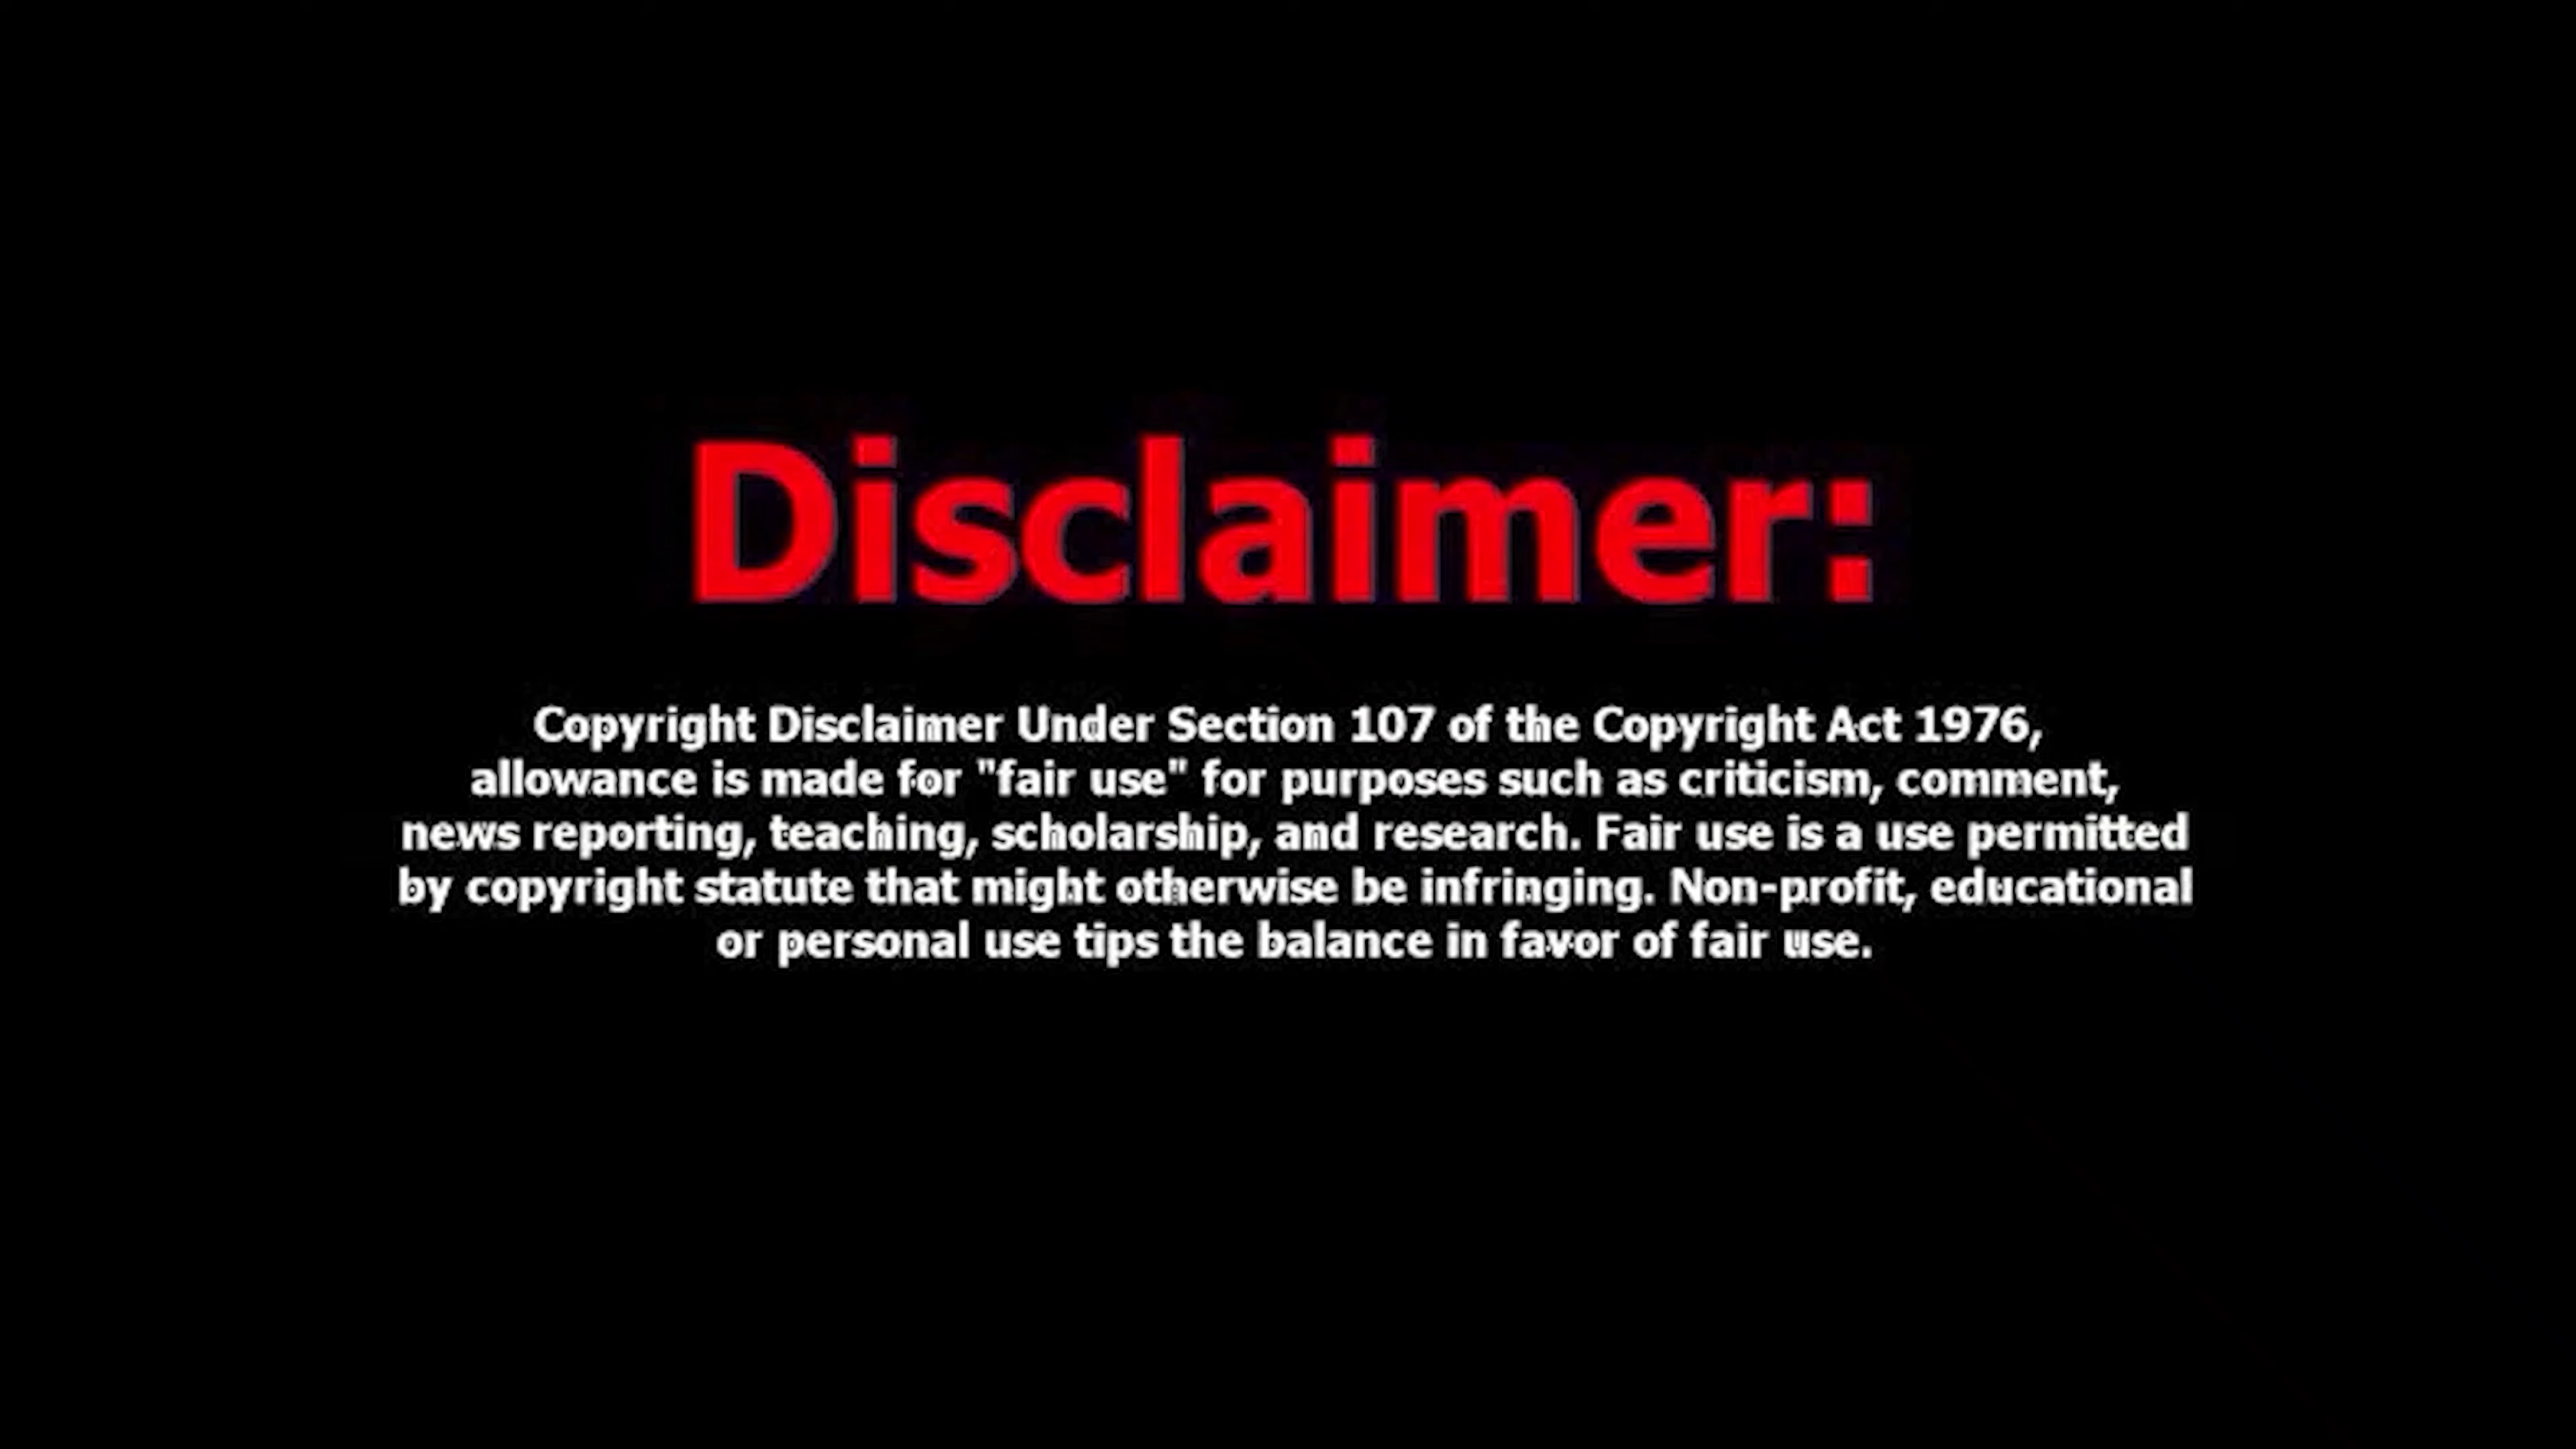 Disclaimer:
Copyright Disclaimer Under Section 107 of the Copyright Act 1976,
allowance is made for "fair use" for purposes such as criticism, comment,
news reporting, teaching, scholarship, and research. Fair use is a use permitted
by copyright statute that might otherwise be infringing. Non-profit, educational
or personal use tips the balance in favor of fair use.